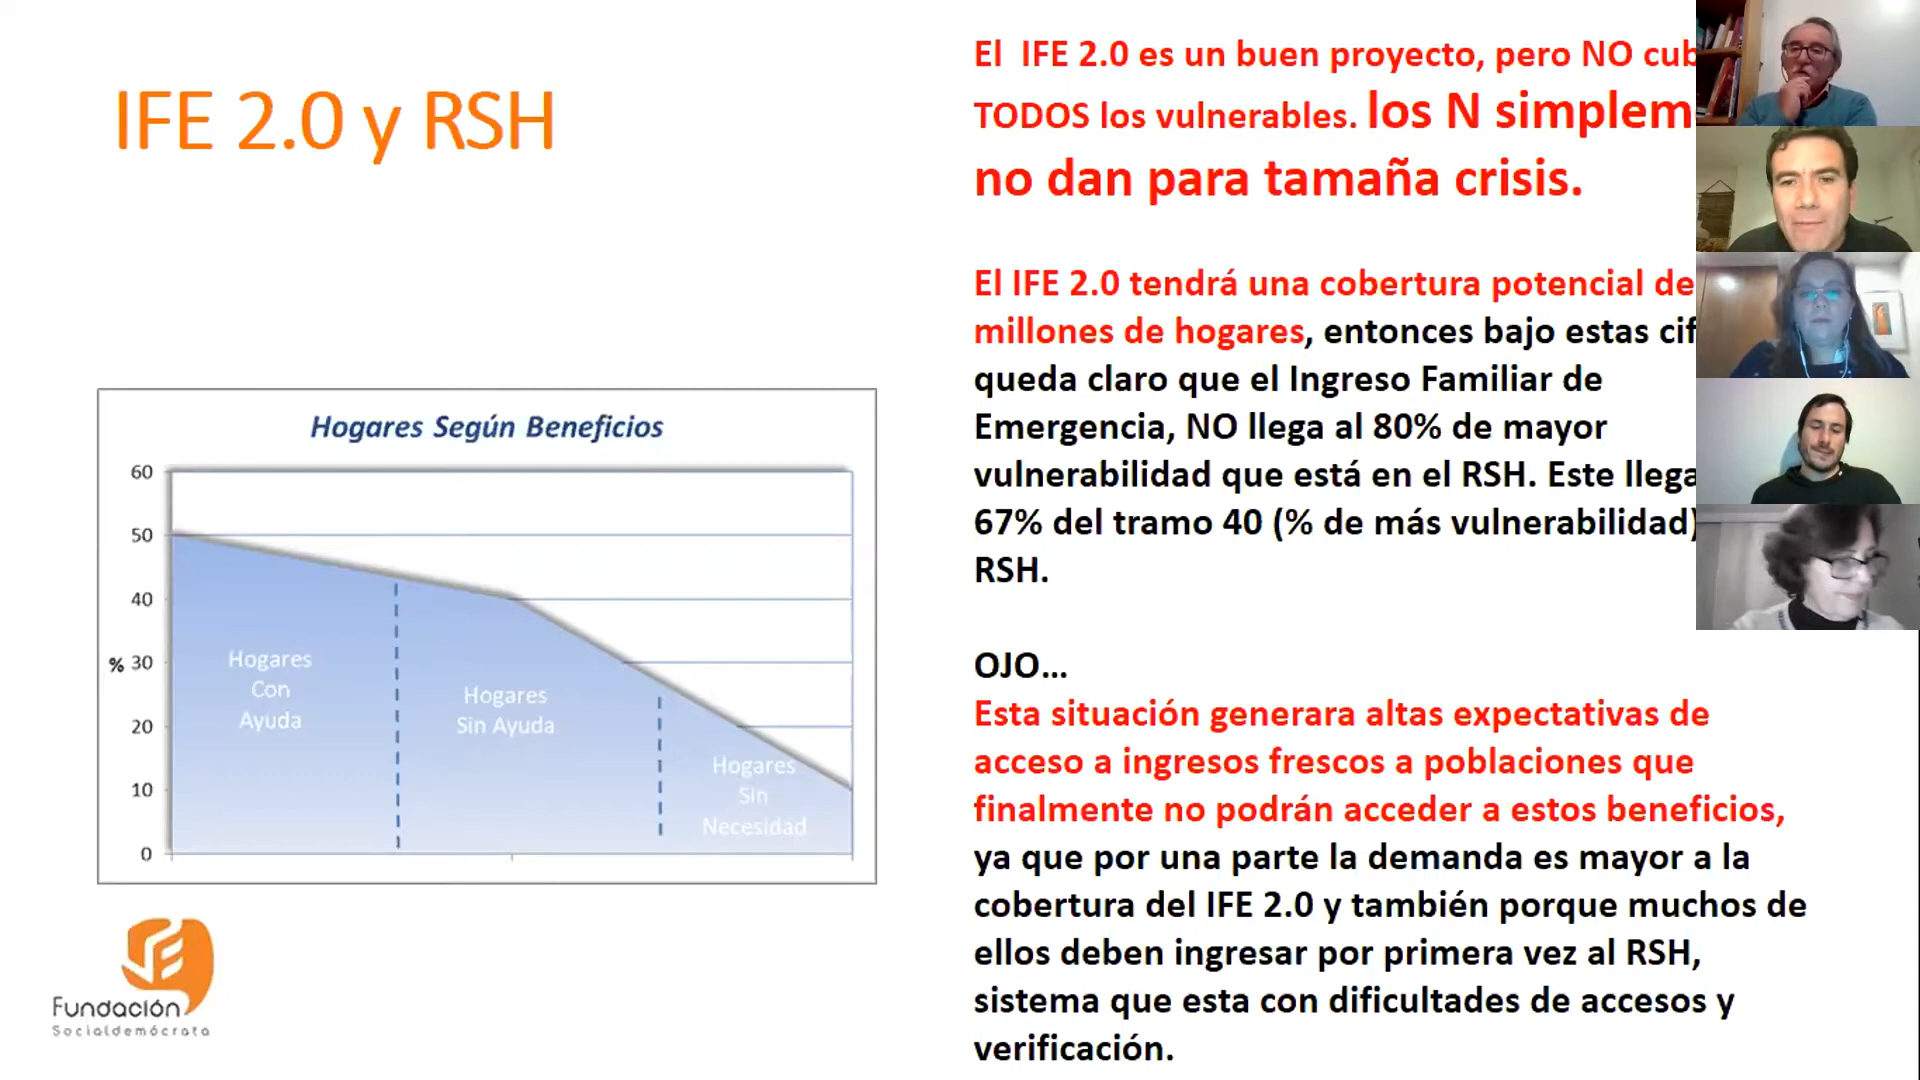 IFE 2.0 y RSH
El IFE 2.0 es un buen proyecto, pero NO cub
TODOS los vulnerables. los N simplem
no dan para tamaña crisis.
El IFE 2.0 tendrá una cobertura potencial de
millones de hogares, entonces bajo estas cif
queda claro que el Ingreso Familiar de
Emergencia, NO llega al 80% de mayor
vulnerabilidad que está en el RSH. Este llega
67% del tramo 40 (% de más vulnerabilidad)
RSH.
OJO...
Esta situación generara altas expectativas de
acceso a ingresos frescos a poblaciones que
finalmente no podrán acceder a estos beneficios,
ya que por una parte la demanda es mayor a la
cobertura del IFE 2.0 y también porque muchos de
ellos deben ingresar por primera vez al RSH,
sistema que esta con dificultades de accesos y
verificación.
Hogares Según Beneficios
60
50
40
% 30
20
10
0
Hogares
Con
Ayuda
Hogares
Sin Ayuda
Hogares
Sin
Necesidad
Fundación
Socialdemócrata